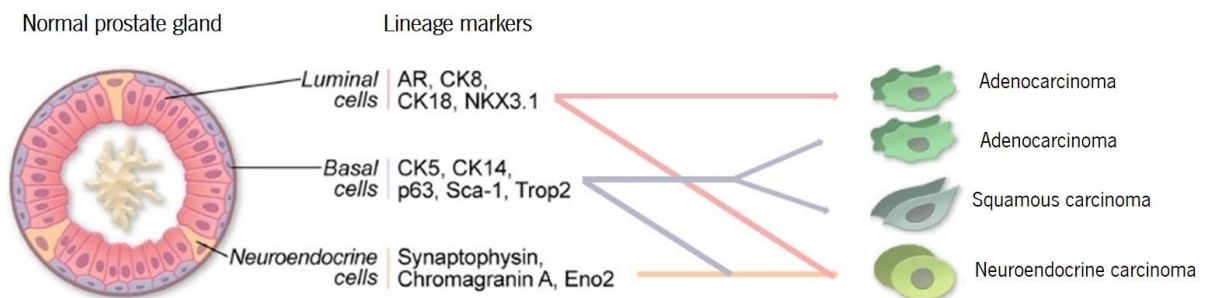 Normal prostate gland
Lineage markers
Luminal cells
AR, CK8,
CK18, NKX3.1
Basal cells
CK5, CK14,
p63, Sca-1, Trop2
Neuroendocrine cells
Synaptophysin,
Chromagranin A, Eno2
Adenocarcinoma
Adenocarcinoma
Squamous carcinoma
Neuroendocrine carcinoma